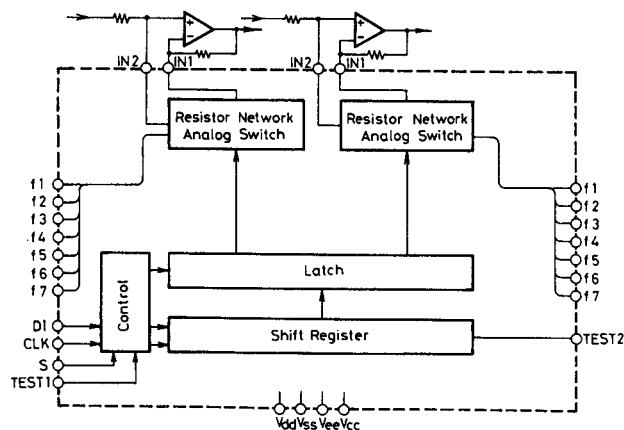 IN2 IN1 IN2 IN1
Resistor Network
Analog Switch
Resistor Network
Analog Switch
f1
f2
f3
f4
f5
f6
f7
f1
f2
f3
f4
f5
f6
f7
Control
Latch
Shift Register
DI
CLK
S
TEST1
TEST2
Vdd Vss Vee Vcc